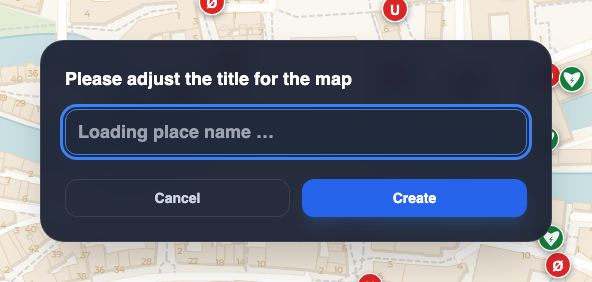 Ø
U
Please adjust the title for the map
Loading place name ...
Cancel
Create
Ø